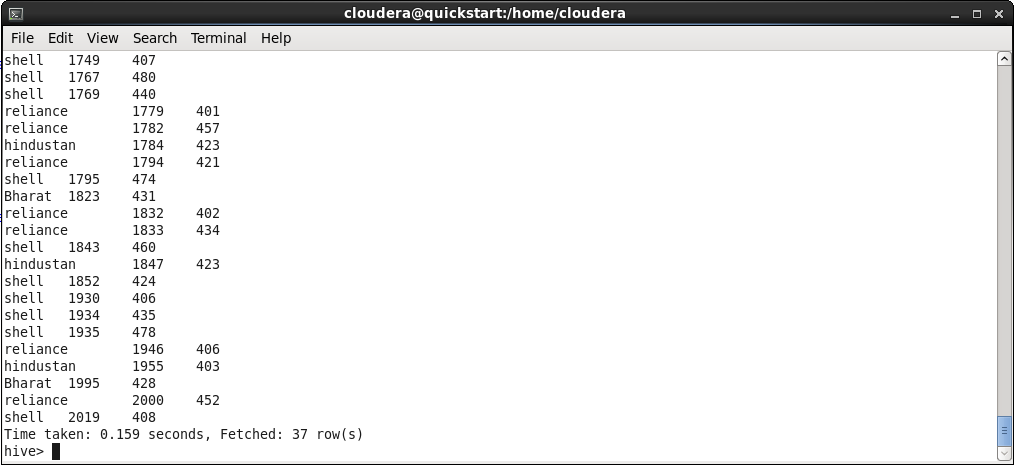 cloudera@quickstart:/home/cloudera
File Edit View Search Terminal Help
shell 1749 407
shell 1767 480
shell 1769 440
reliance 1779 401
reliance 1782 457
hindustan 1784 423
reliance 1794 421
shell 1795 474
Bharat 1823 431
reliance 1832 402
reliance 1833 434
shell 1843 460
hindustan 1847 423
shell 1852 424
shell 1930 406
shell 1934 435
shell 1935 478
reliance 1946 406
hindustan 1955 403
Bharat 1995 428
reliance 2000 452
shell 2019 408
Time taken: 0.159 seconds, Fetched: 37 row(s)
hive>